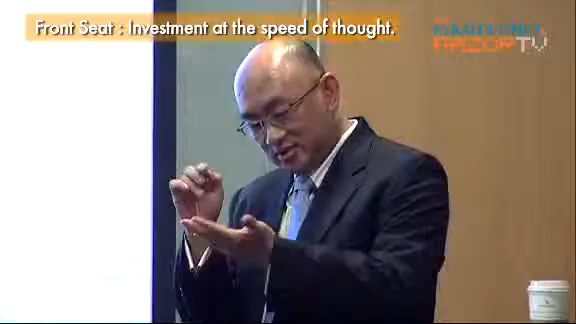 Front Seat : Investment at the speed of thought.
RAZORTV